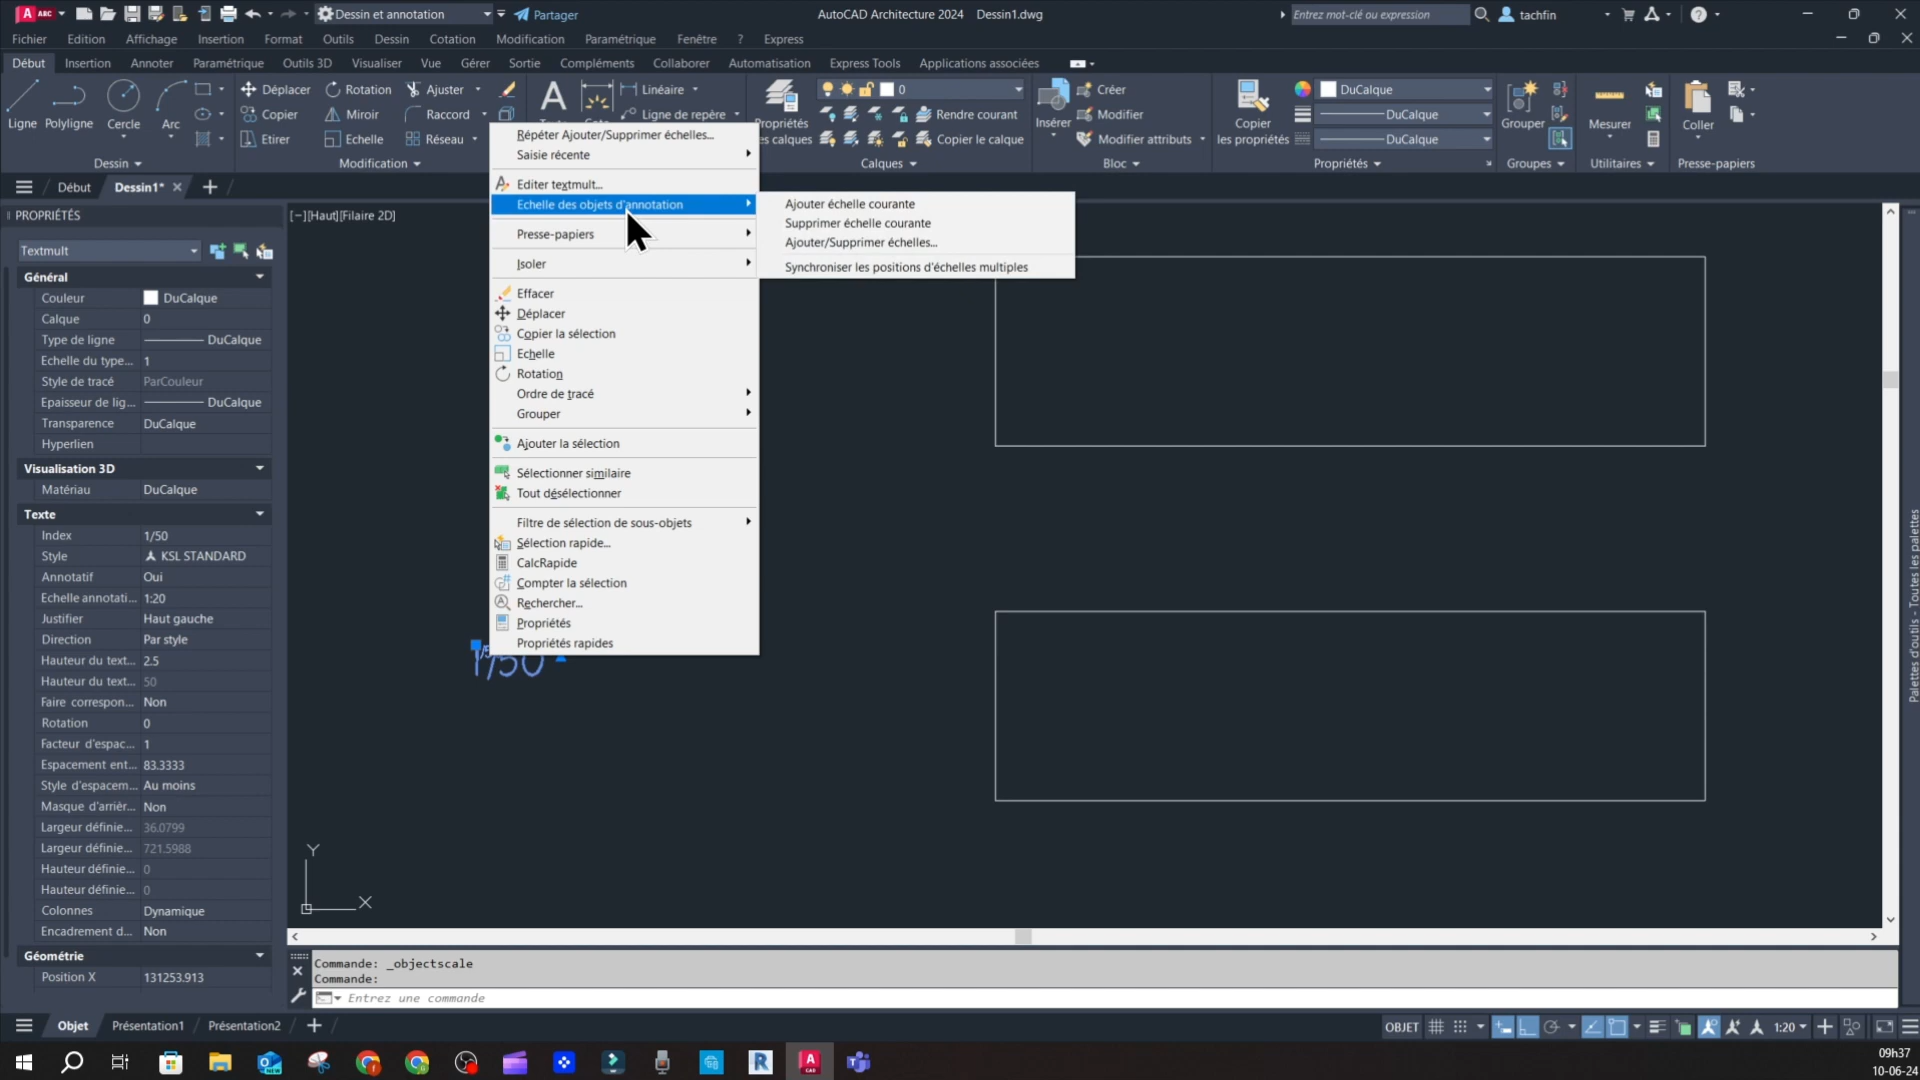 Dessin et annotation
Partager
AutoCAD Architecture 2024 Dessin1.dwg
Entrez mot-clé ou expression
tachfin
Fichier Edition Affichage Insertion Format Outils Dessin Cotation Modification Paramétrique Fenêtre ? Express
Début Insertion Annoter Paramétrique Outils 3D Visualiser Vue Gérer Sortie Compléments Collaborer Automatisation Express Tools Applications associées
Ligne Polyligne Cercle Arc
Déplacer Rotation Ajuster
Copier Miroir Raccord
Etirer Echelle Réseau
Linéaire
Ligne de repère
0
Rendre courant
Copier le calque
Insérer
Créer
Modifier
Modifier attributs
Copier
les propriétés
DuCalque
DuCalque
DuCalque
Grouper
Mesurer
Coller
Dessin Modification Calques Bloc Propriétés Groupes Utilitaires Presse-papiers
Début Dessin1*
PROPRIÉTÉS
Textmult
Général
Couleur DuCalque
Calque 0
Type de ligne DuCalque
Echelle du type... 1
Style de tracé ParCouleur
Epaisseur de lig... DuCalque
Transparence DuCalque
Hyperlien
Visualisation 3D
Matériau DuCalque
Texte
Index 1/50
Style KSL STANDARD
Annotatif Oui
Echelle annotati... 1:20
Justifier Haut gauche
Direction Par style
Hauteur du text... 2.5
Hauteur du text... 50
Faire correspon... Non
Rotation 0
Facteur d'espac... 1
Espacement ent... 83.3333
Style d'espacem... Au moins
Masque d'arrièr... Non
Largeur définie... 36.0799
Largeur définie... 721.5988
Hauteur définie... 0
Hauteur définie... 0
Colonnes Dynamique
Encadrement d... Non
Géométrie
Position X 131253.913
[−][Haut][Filaire 2D]
Répéter Ajouter/Supprimer échelles...
Saisie récente
Editer textmult...
Echelle des objets d'annotation
Presse-papiers
Isoler
Effacer
Déplacer
Copier la sélection
Echelle
Rotation
Ordre de tracé
Grouper
Ajouter la sélection
Sélectionner similaire
Tout désélectionner
Filtre de sélection de sous-objets
Sélection rapide...
CalcRapide
Compter la sélection
Rechercher...
Propriétés
Propriétés rapides
Ajouter échelle courante
Supprimer échelle courante
Ajouter/Supprimer échelles...
Synchroniser les positions d'échelles multiples
1/50
Y
X
Palettes d'outils - Toutes les palettes
Commande: _objectscale
Commande:
Entrez une commande
Objet Présentation1 Présentation2
OBJET
1:20
09h37
10-06-24